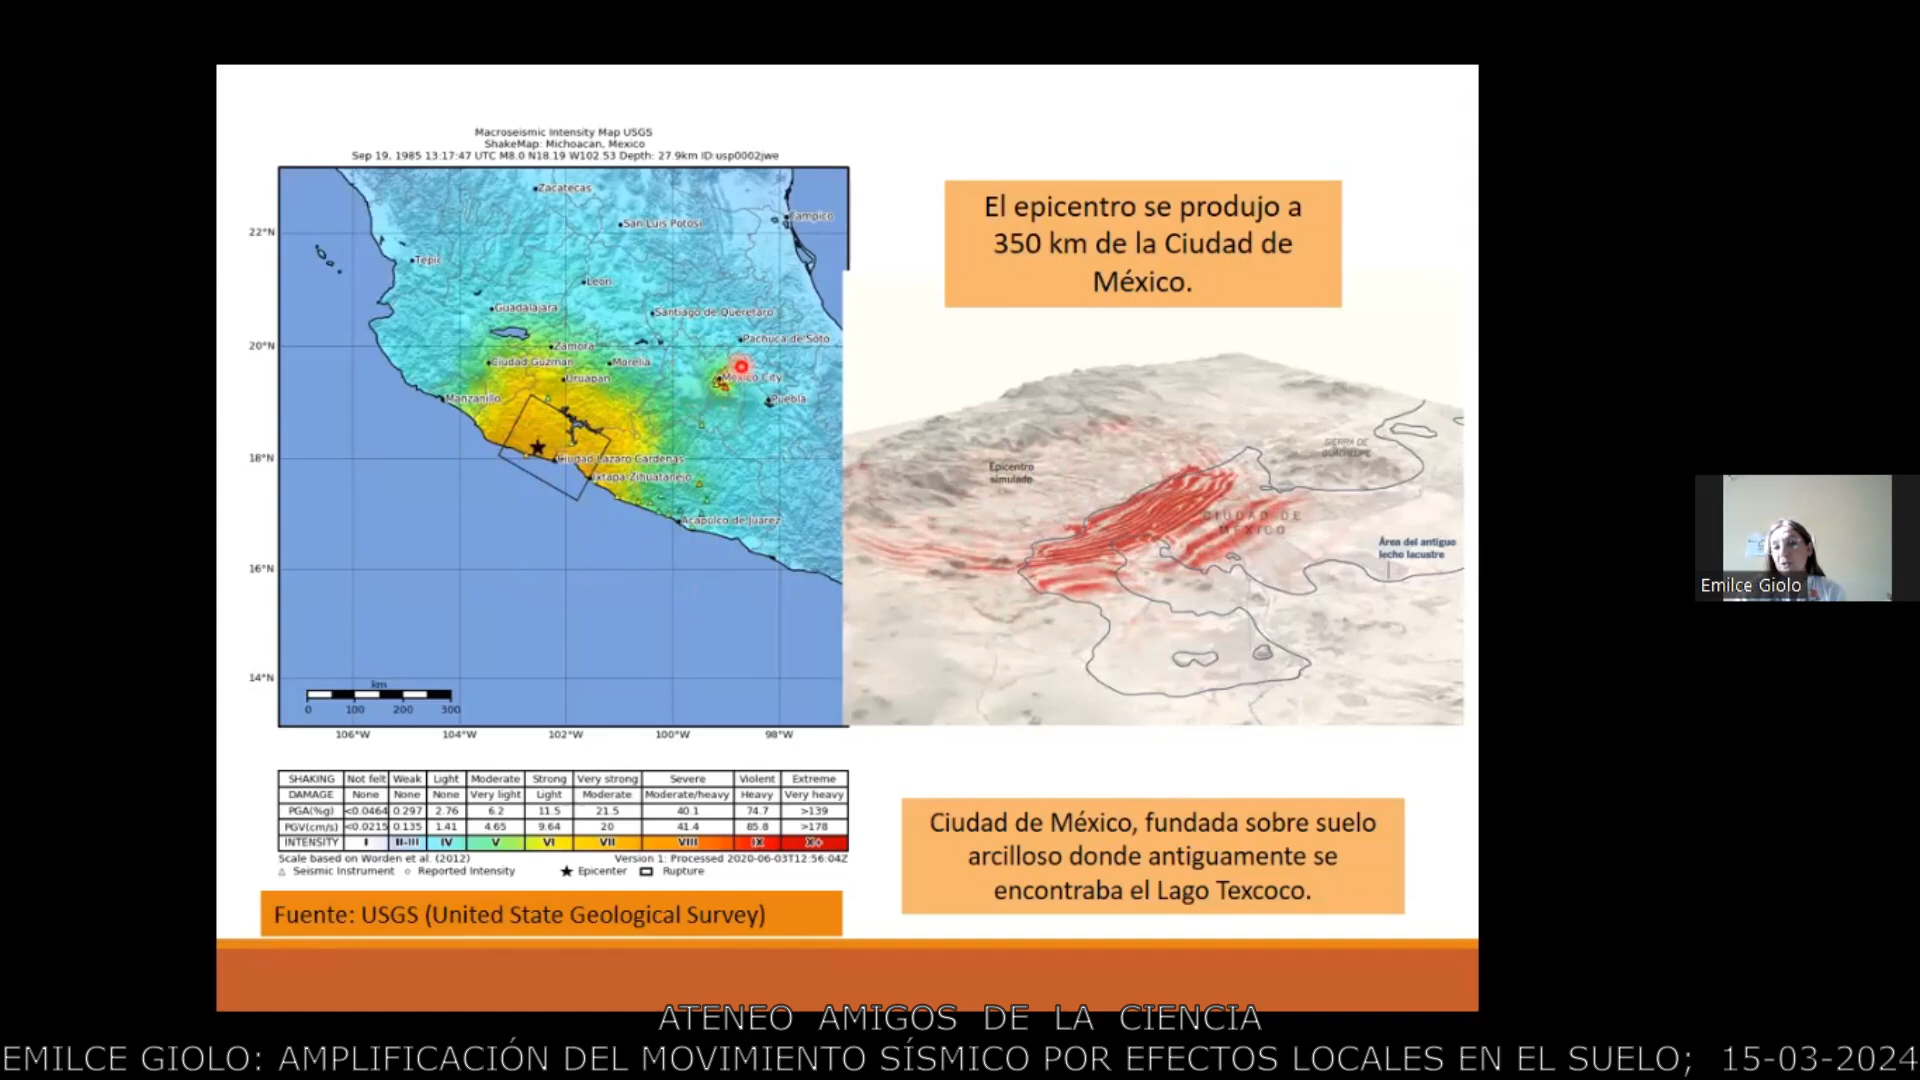 Macroseismic Intensity Map USGS
ShakeMap: Michoacan, Mexico
Sep 19, 1985 13:17:47 UTC M8.0 N18.19 W102.53 Depth: 27.9km ID:usp0002jwe
Zacatecas
San Luis Potosi
Tampico
22°N
Tepic
Leon
Guadalajara
Santiago de Queretaro
20°N
Zamora
Pachuca de Soto
Ciudad Guzman
Morelia
Uruapan
Mexico City
Manzanillo
Puebla
18°N
Ciudad Lazaro Cardenas
Ixtapa-Zihuatanejo
Acapulco de Juarez
16°N
14°N
km
0 100 200 300
106°W 104°W 102°W 100°W 98°W
SHAKING Not felt Weak Light Moderate Strong Very strong Severe Violent Extreme
DAMAGE None None None Very light Light Moderate Moderate/heavy Heavy Very heavy
PGA(%g) <0.0464 0.297 2.76 6.2 11.5 21.5 40.1 74.7 >139
PGV(cm/s) <0.0215 0.135 1.41 4.65 9.64 20 41.4 85.8 >178
INTENSITY I II-III IV V VI VII VIII IX X+
Scale based on Worden et al. (2012) Version 1: Processed 2020-06-03T12:56:04Z
△ Seismic Instrument ○ Reported Intensity ★ Epicenter Rupture
Fuente: USGS (United State Geological Survey)
El epicentro se produjo a
350 km de la Ciudad de
México.
SIERRA DE
GUADALUPE
Epicentro
simulado
CIUDAD DE
MÉXICO
Área del antiguo
lecho lacustre
Ciudad de México, fundada sobre suelo
arcilloso donde antiguamente se
encontraba el Lago Texcoco.
Emilce Giolo
ATENEO AMIGOS DE LA CIENCIA
EMILCE GIOLO: AMPLIFICACIÓN DEL MOVIMIENTO SÍSMICO POR EFECTOS LOCALES EN EL SUELO; 15-03-2024